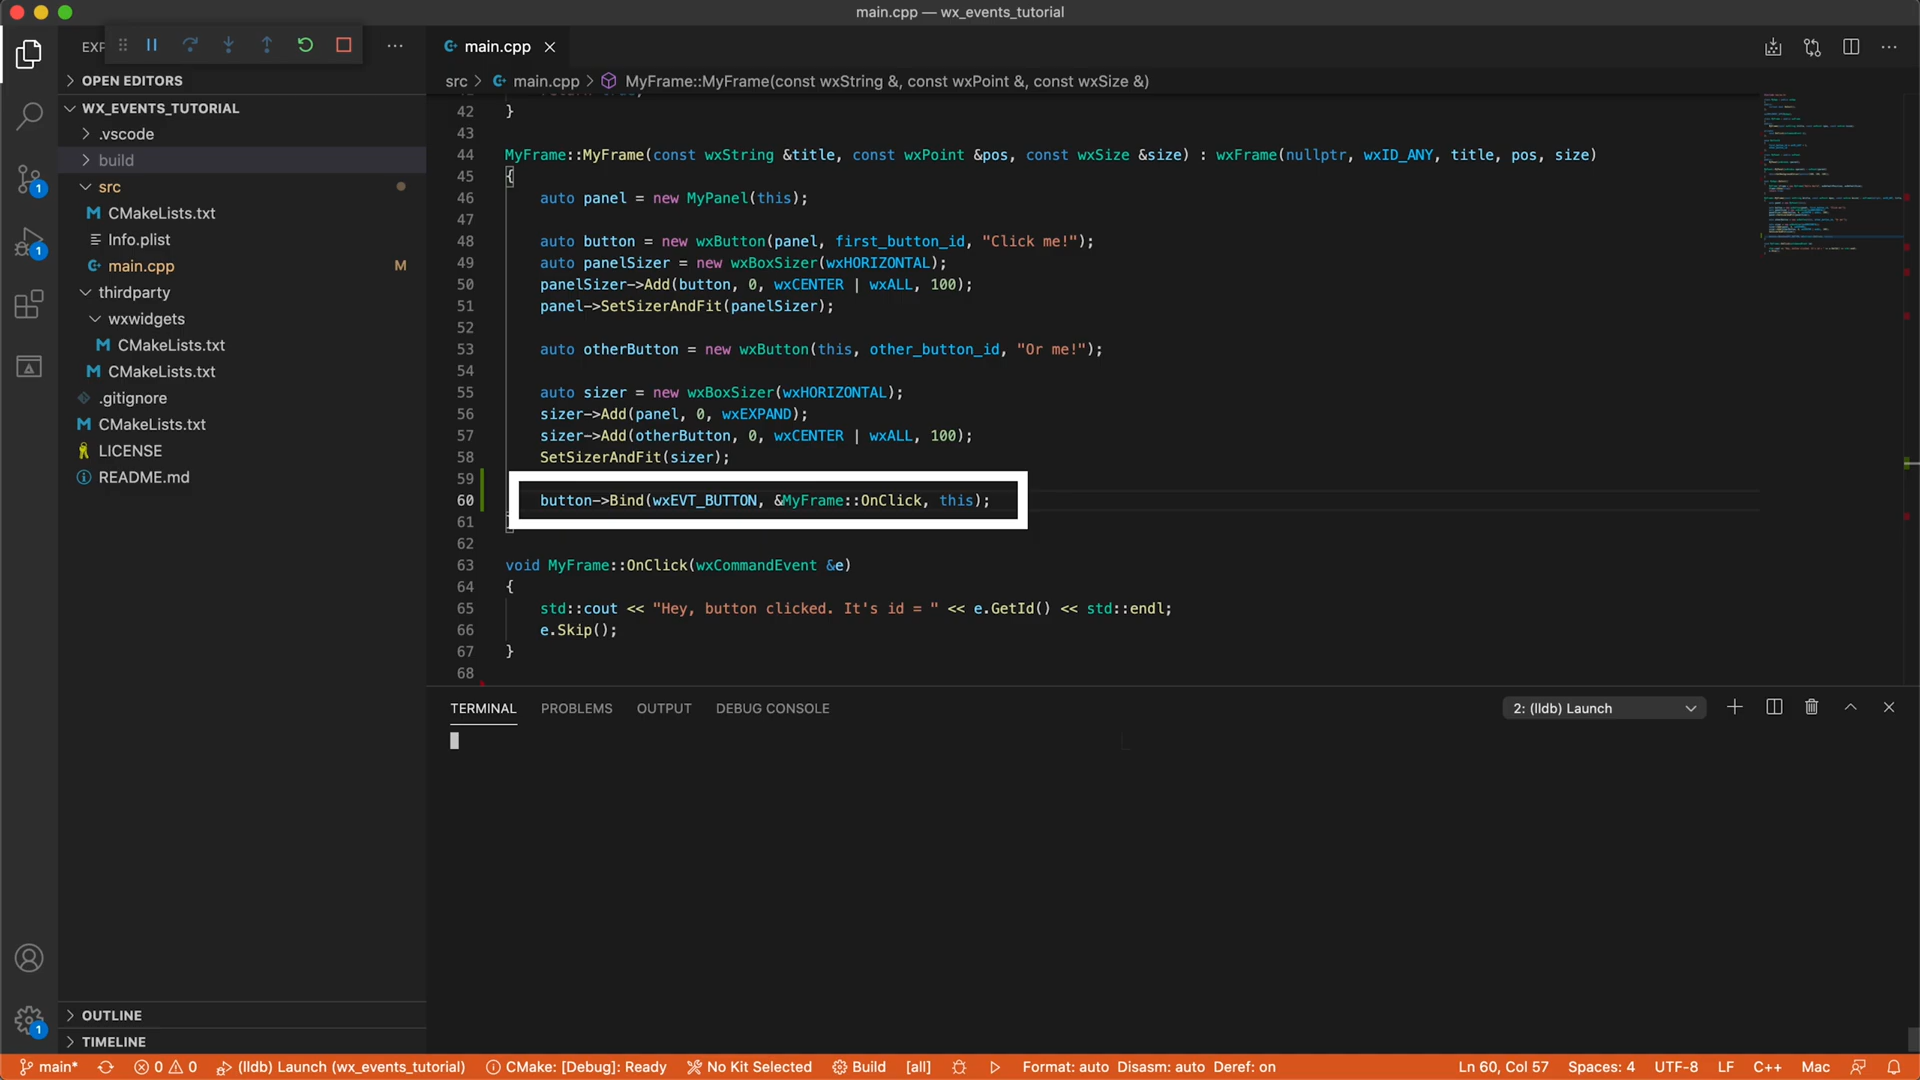 main.cpp — wx_events_tutorial
EXP
main.cpp
OPEN EDITORS
src > main.cpp > MyFrame::MyFrame(const wxString &, const wxPoint &, const wxSize &)
WX_EVENTS_TUTORIAL
.vscode
build
src
CMakeLists.txt
Info.plist
main.cpp M
thirdparty
wxwidgets
CMakeLists.txt
CMakeLists.txt
.gitignore
CMakeLists.txt
LICENSE
README.md
OUTLINE
TIMELINE
42 }
43
44 MyFrame::MyFrame(const wxString &title, const wxPoint &pos, const wxSize &size) : wxFrame(nullptr, wxID_ANY, title, pos, size)
45 {
46 auto panel = new MyPanel(this);
47
48 auto button = new wxButton(panel, first_button_id, "Click me!");
49 auto panelSizer = new wxBoxSizer(wxHORIZONTAL);
50 panelSizer->Add(button, 0, wxCENTER | wxALL, 100);
51 panel->SetSizerAndFit(panelSizer);
52
53 auto otherButton = new wxButton(this, other_button_id, "Or me!");
54
55 auto sizer = new wxBoxSizer(wxHORIZONTAL);
56 sizer->Add(panel, 0, wxEXPAND);
57 sizer->Add(otherButton, 0, wxCENTER | wxALL, 100);
58 SetSizerAndFit(sizer);
59
60 button->Bind(wxEVT_BUTTON, &MyFrame::OnClick, this);
61
62
63 void MyFrame::OnClick(wxCommandEvent &e)
64 {
65 std::cout << "Hey, button clicked. It's id = " << e.GetId() << std::endl;
66 e.Skip();
67 }
68
TERMINAL PROBLEMS OUTPUT DEBUG CONSOLE 2: (lldb) Launch
1
1
1
main* 0 0 (lldb) Launch (wx_events_tutorial) CMake: [Debug]: Ready No Kit Selected Build [all] Format: auto Disasm: auto Deref: on Ln 60, Col 57 Spaces: 4 UTF-8 LF C++ Mac